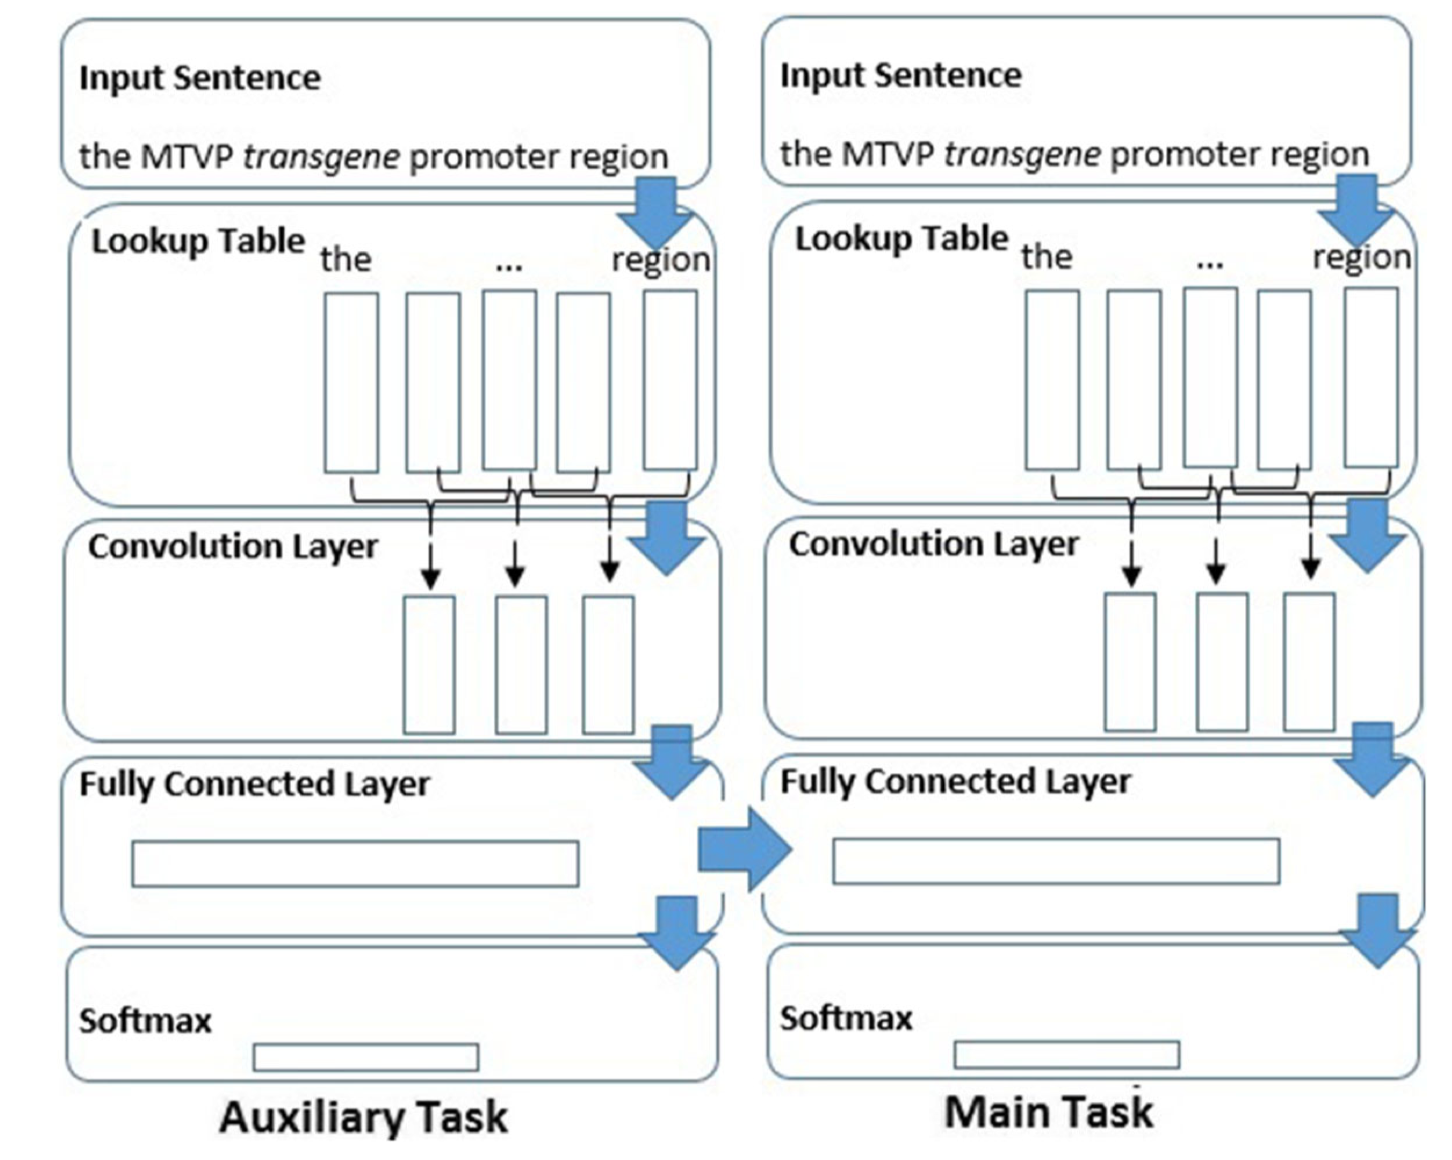 Input Sentence
the MTVP transgene promoter region
Lookup Table
the ... region
Convolution Layer
Fully Connected Layer
Softmax
Auxiliary Task
Input Sentence
the MTVP transgene promoter region
Lookup Table
the ... region
Convolution Layer
Fully Connected Layer
Softmax
Main Task